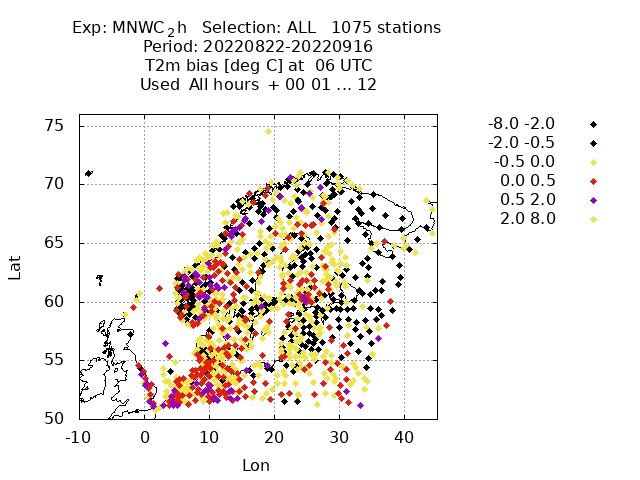 Exp: MNWC_2h Selection: ALL 1075 stations
Period: 20220822-20220916
T2m bias [deg C] at 06 UTC
Used All hours + 00 01 ... 12
-8.0 -2.0
-2.0 -0.5
-0.5 0.0
0.0 0.5
0.5 2.0
2.0 8.0
75
70
65
60
55
50
Lat
-10 0 10 20 30 40
Lon